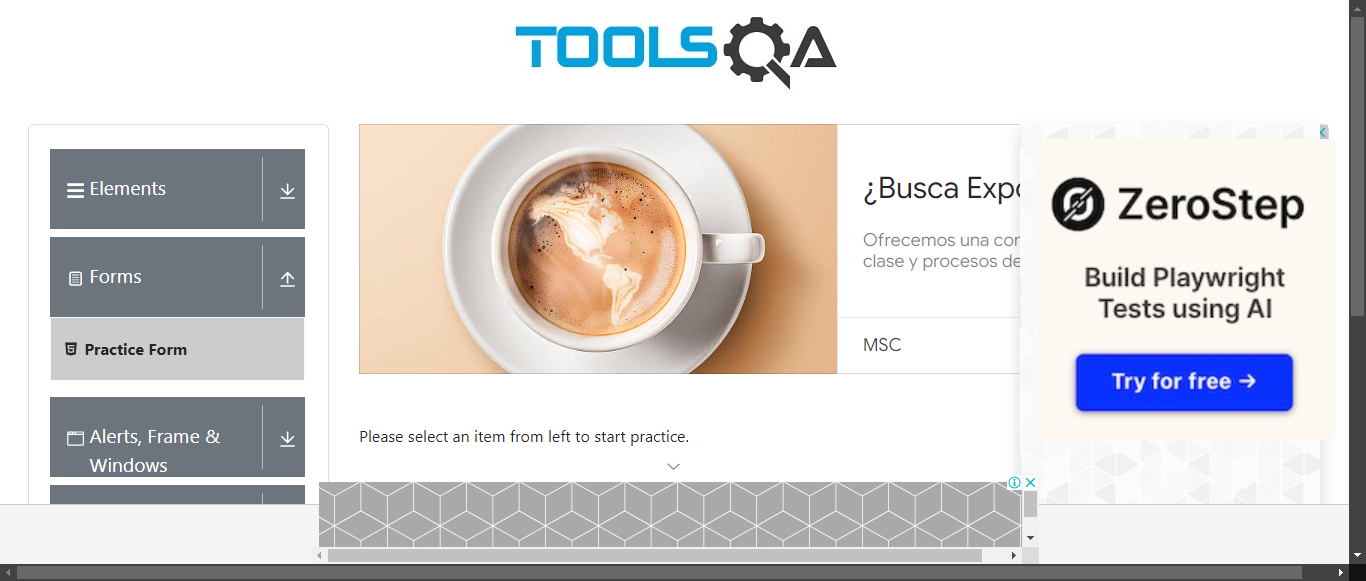 TOOLSQA
Elements
Forms
Practice Form
Alerts, Frame &
Windows
¿Busca Expo
Ofrecemos una con
clase y procesos de
MSC
Please select an item from left to start practice.
ZeroStep
Build Playwright
Tests using AI
Try for free →